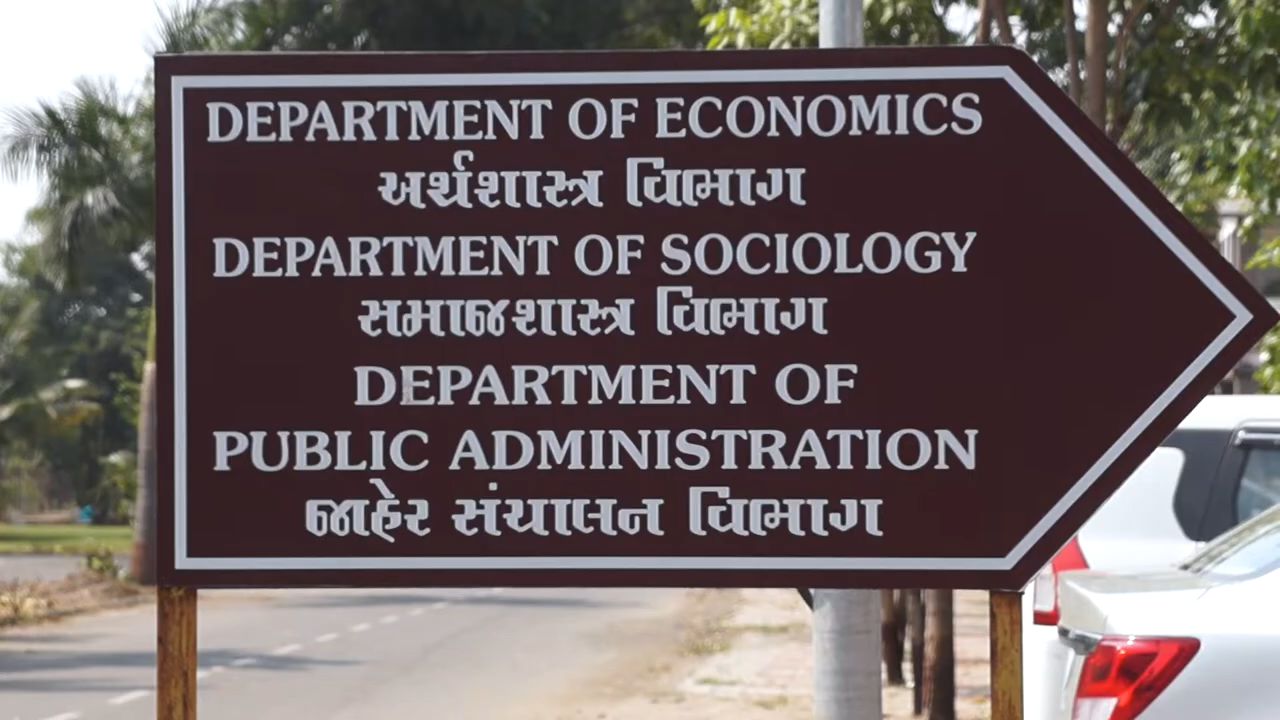 DEPARTMENT OF ECONOMICS
અર્થશાસ્ત્ર વિભાગ
DEPARTMENT OF SOCIOLOGY
સમાજશાસ્ત્ર વિભાગ
DEPARTMENT OF
PUBLIC ADMINISTRATION
જાહેર સંચાલન વિભાગ